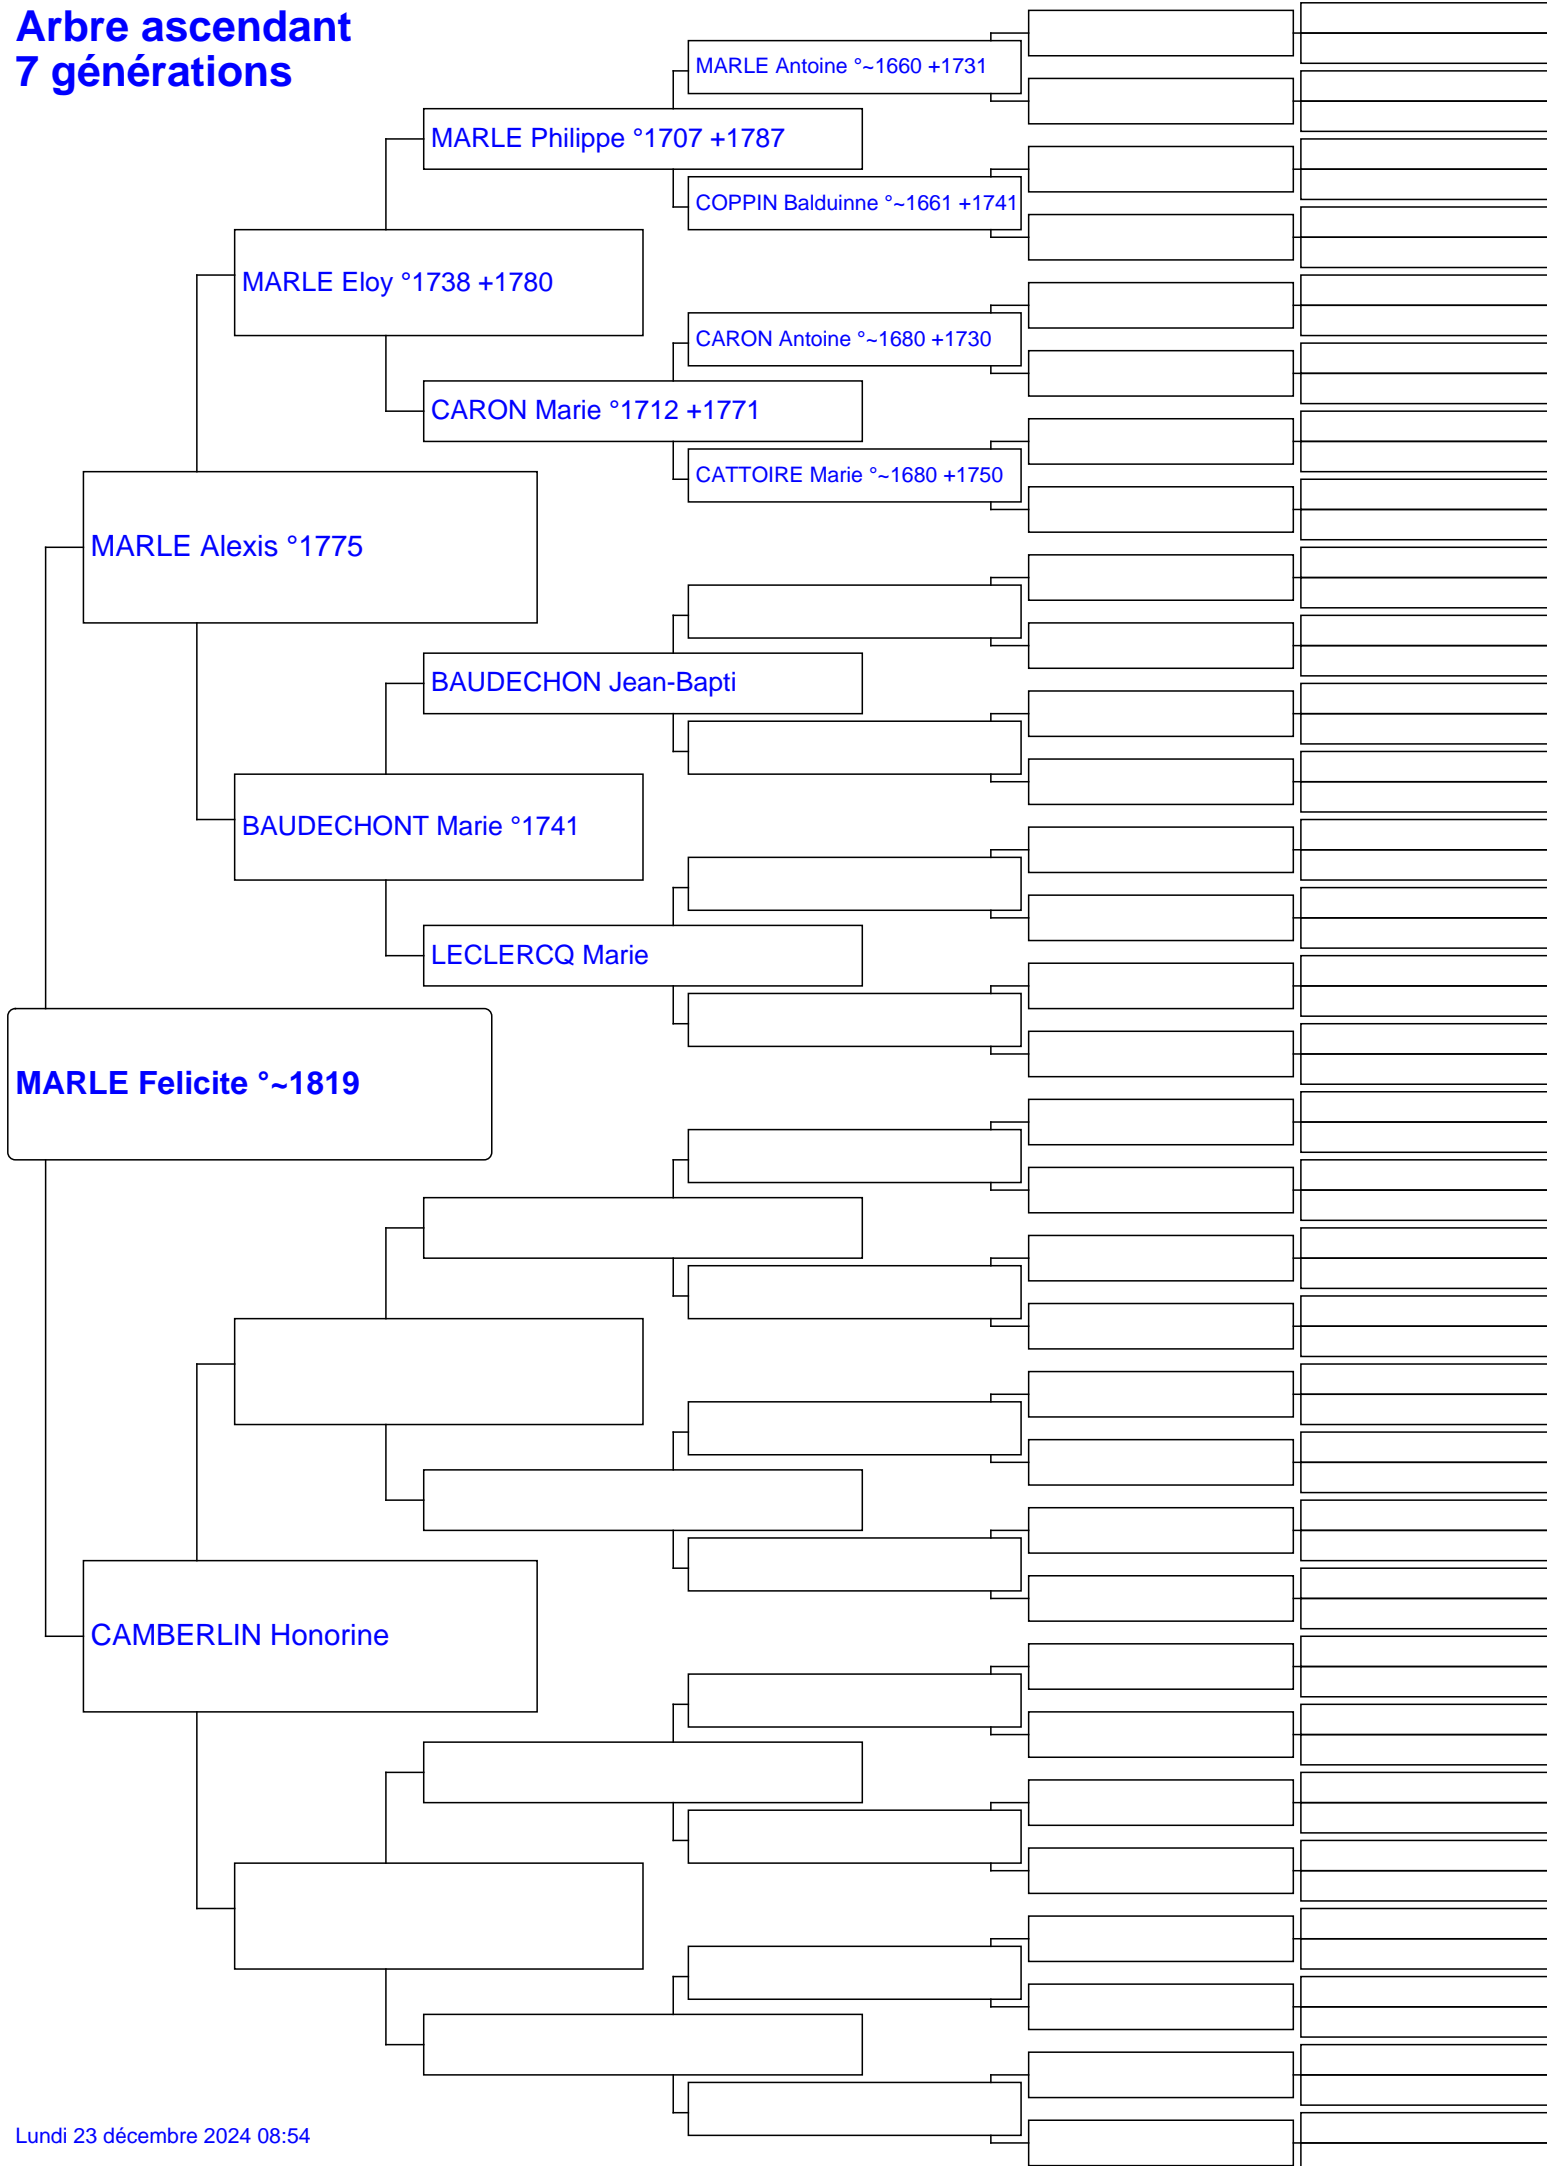 Arbre ascendant
7 générations
MARLE Antoine °~1660 +1731
MARLE Philippe °1707 +1787
COPPIN Balduinne °~1661 +1741
MARLE Eloy °1738 +1780
CARON Antoine °~1680 +1730
CARON Marie °1712 +1771
CATTOIRE Marie °~1680 +1750
MARLE Alexis °1775
BAUDECHON Jean-Bapti
BAUDECHONT Marie °1741
LECLERCQ Marie
MARLE Felicite °~1819
CAMBERLIN Honorine
Lundi 23 décembre 2024 08:54